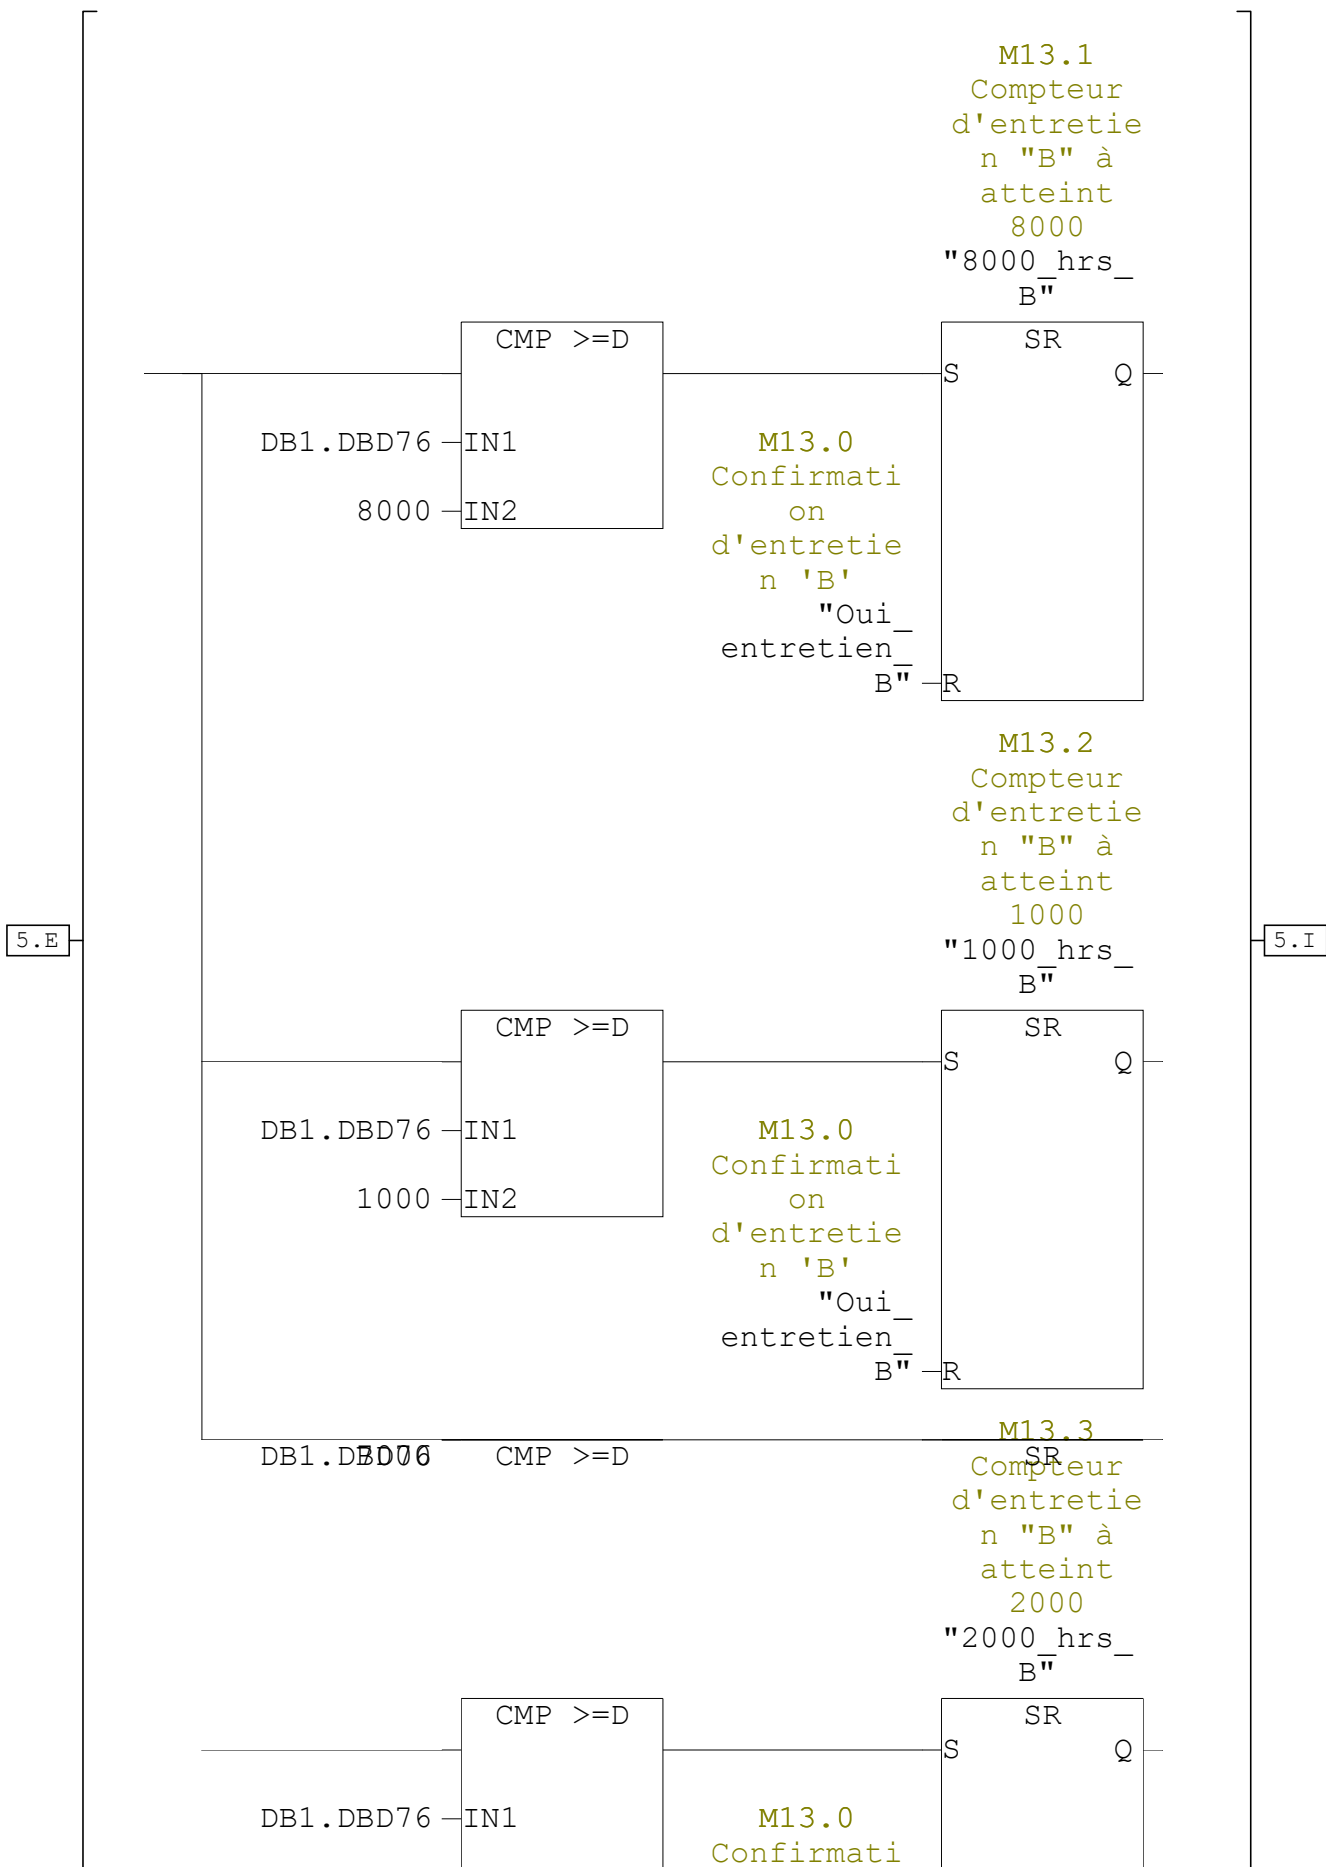 M13.1
Compteur
d'entretie
n "B" à
atteint
8000
"8000_hrs_
B"
CMP >=D
SR
S
Q
DB1.DBD76
IN1
8000
IN2
M13.0
Confirmati
on
d'entretie
n 'B'
"Oui_
entretien_
B"
R
M13.2
Compteur
d'entretie
n "B" à
atteint
1000
"1000_hrs_
B"
5.E
5.I
CMP >=D
SR
S
Q
DB1.DBD76
IN1
1000
IN2
M13.0
Confirmati
on
d'entretie
n 'B'
"Oui_
entretien_
B"
R
CMP >=D
SR
M13.3
Compteur
d'entretie
n "B" à
atteint
2000
"2000_hrs_
B"
CMP >=D
SR
S
Q
DB1.DBD76
IN1
M13.0
Confirmati